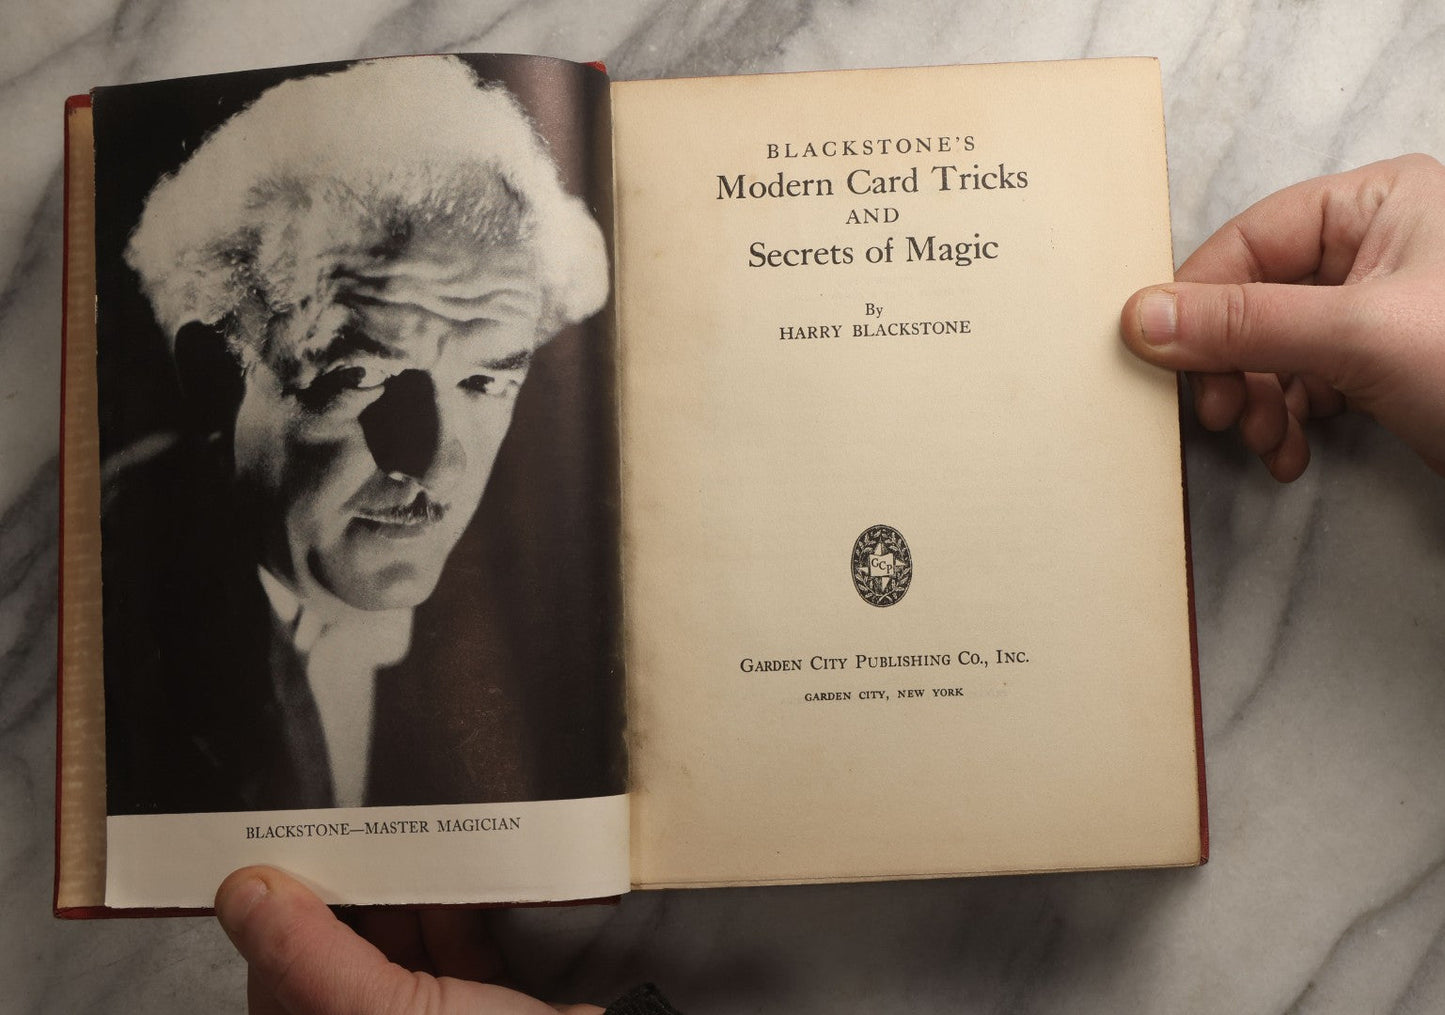 BLACKSTONE—MASTER MAGICIAN
BLACKSTONE'S
Modern Card Tricks
AND
Secrets of Magic
By
HARRY BLACKSTONE
GCP
GARDEN CITY PUBLISHING CO., INC.
GARDEN CITY, NEW YORK